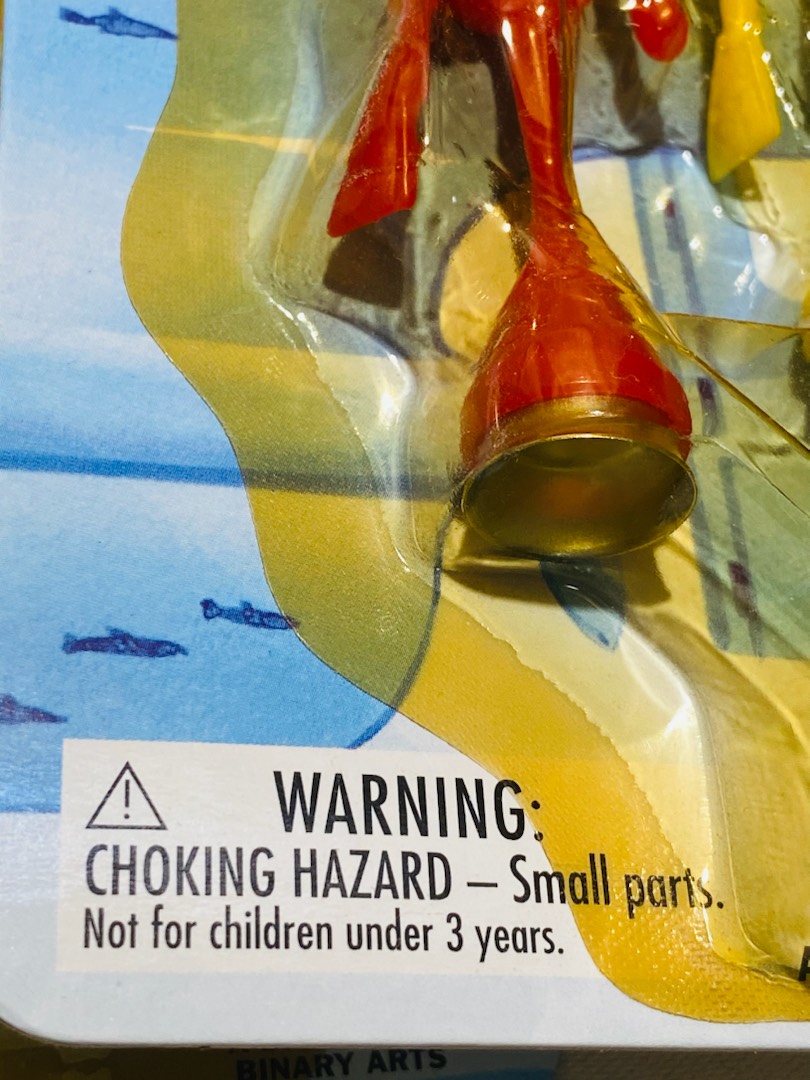 WARNING:
CHOKING HAZARD – Small parts.
Not for children under 3 years.
BINARY ARTS